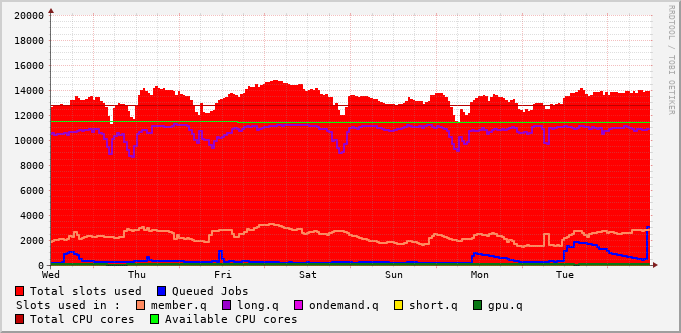 RRDTOOL / TOBI OETIKER
20000
18000
16000
14000
12000
10000
8000
6000
4000
2000
0
Wed Thu Fri Sat Sun Mon Tue
Total slots used Queued Jobs
Slots used in : member.q long.q ondemand.q short.q gpu.q
Total CPU cores Available CPU cores